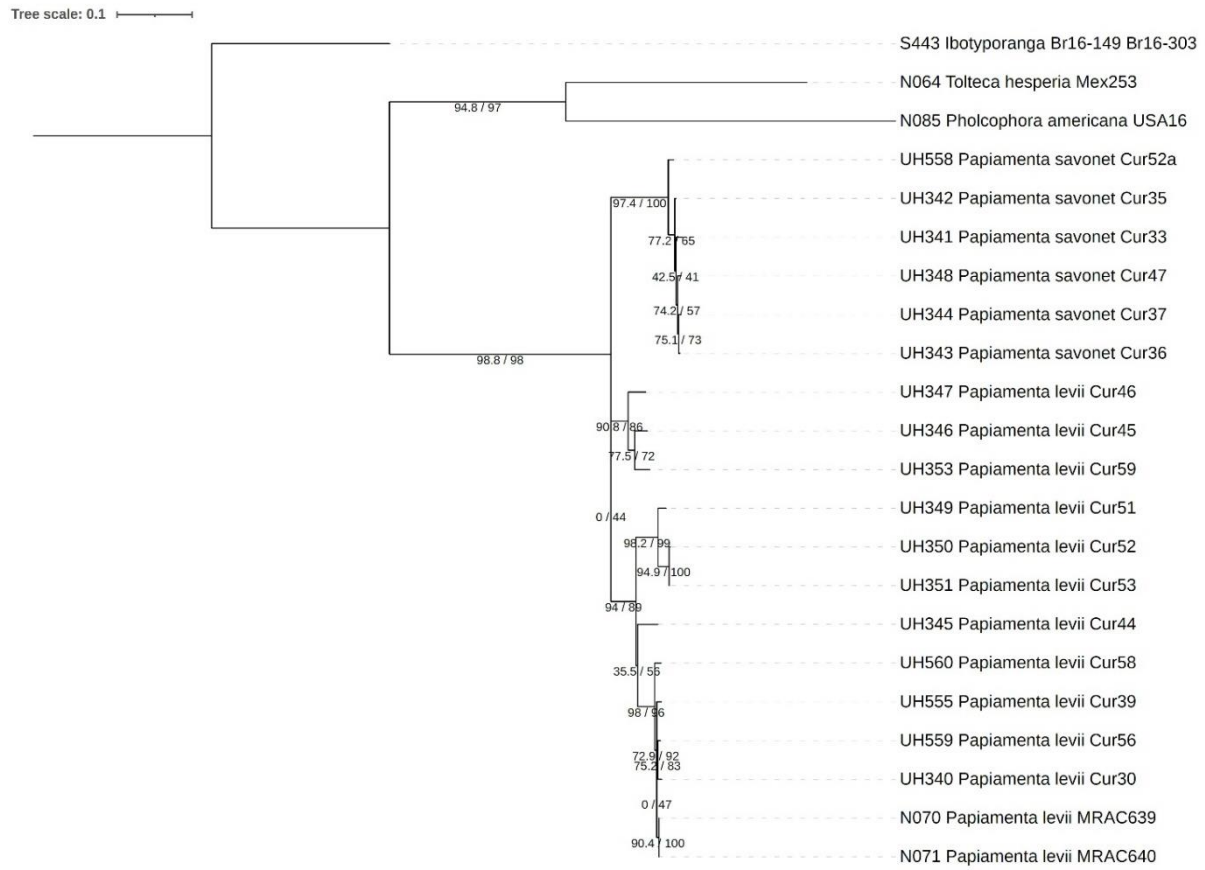 Tree scale: 0.1
S443 Ibotyporanga Br16-149 Br16-303
N064 Tolteca hesperia Mex253
94.8 / 97
N085 Pholcophora americana USA16
UH558 Papiamenta savonet Cur52a
UH342 Papiamenta savonet Cur35
97.4 / 100
UH341 Papiamenta savonet Cur33
77.2 / 65
UH348 Papiamenta savonet Cur47
42.5 / 41
UH344 Papiamenta savonet Cur37
74.2 / 57
75.1 / 73
UH343 Papiamenta savonet Cur36
98.8 / 98
UH347 Papiamenta levii Cur46
90.8 / 86
UH346 Papiamenta levii Cur45
77.5 / 72
UH353 Papiamenta levii Cur59
UH349 Papiamenta levii Cur51
0 / 44
98.2 / 99
UH350 Papiamenta levii Cur52
94.9 / 100
UH351 Papiamenta levii Cur53
94 / 89
UH345 Papiamenta levii Cur44
UH560 Papiamenta levii Cur58
35.5 / 55
UH555 Papiamenta levii Cur39
98 / 96
UH559 Papiamenta levii Cur56
72.9 / 92
75.2 / 83
UH340 Papiamenta levii Cur30
0 / 47
N070 Papiamenta levii MRAC639
90.4 / 100
N071 Papiamenta levii MRAC640